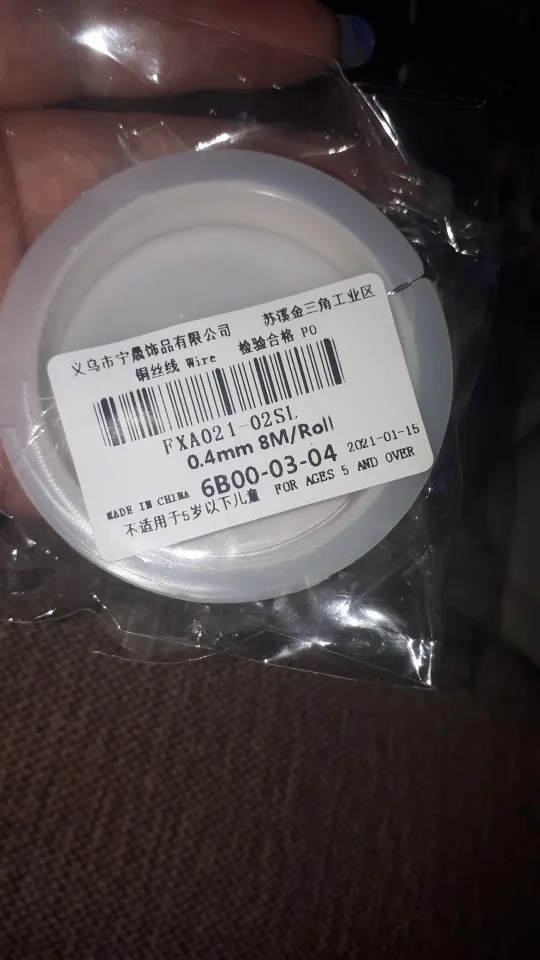 义乌市宁晟饰品有限公司 苏溪金三角工业区
铜丝线 Wire 检验合格 PO
FXA021-02SL
0.4mm 8M/Roll
6B00-03-04 2021-01-15
MADE IN CHINA FOR AGES 5 AND OVER
不适用于5岁以下儿童